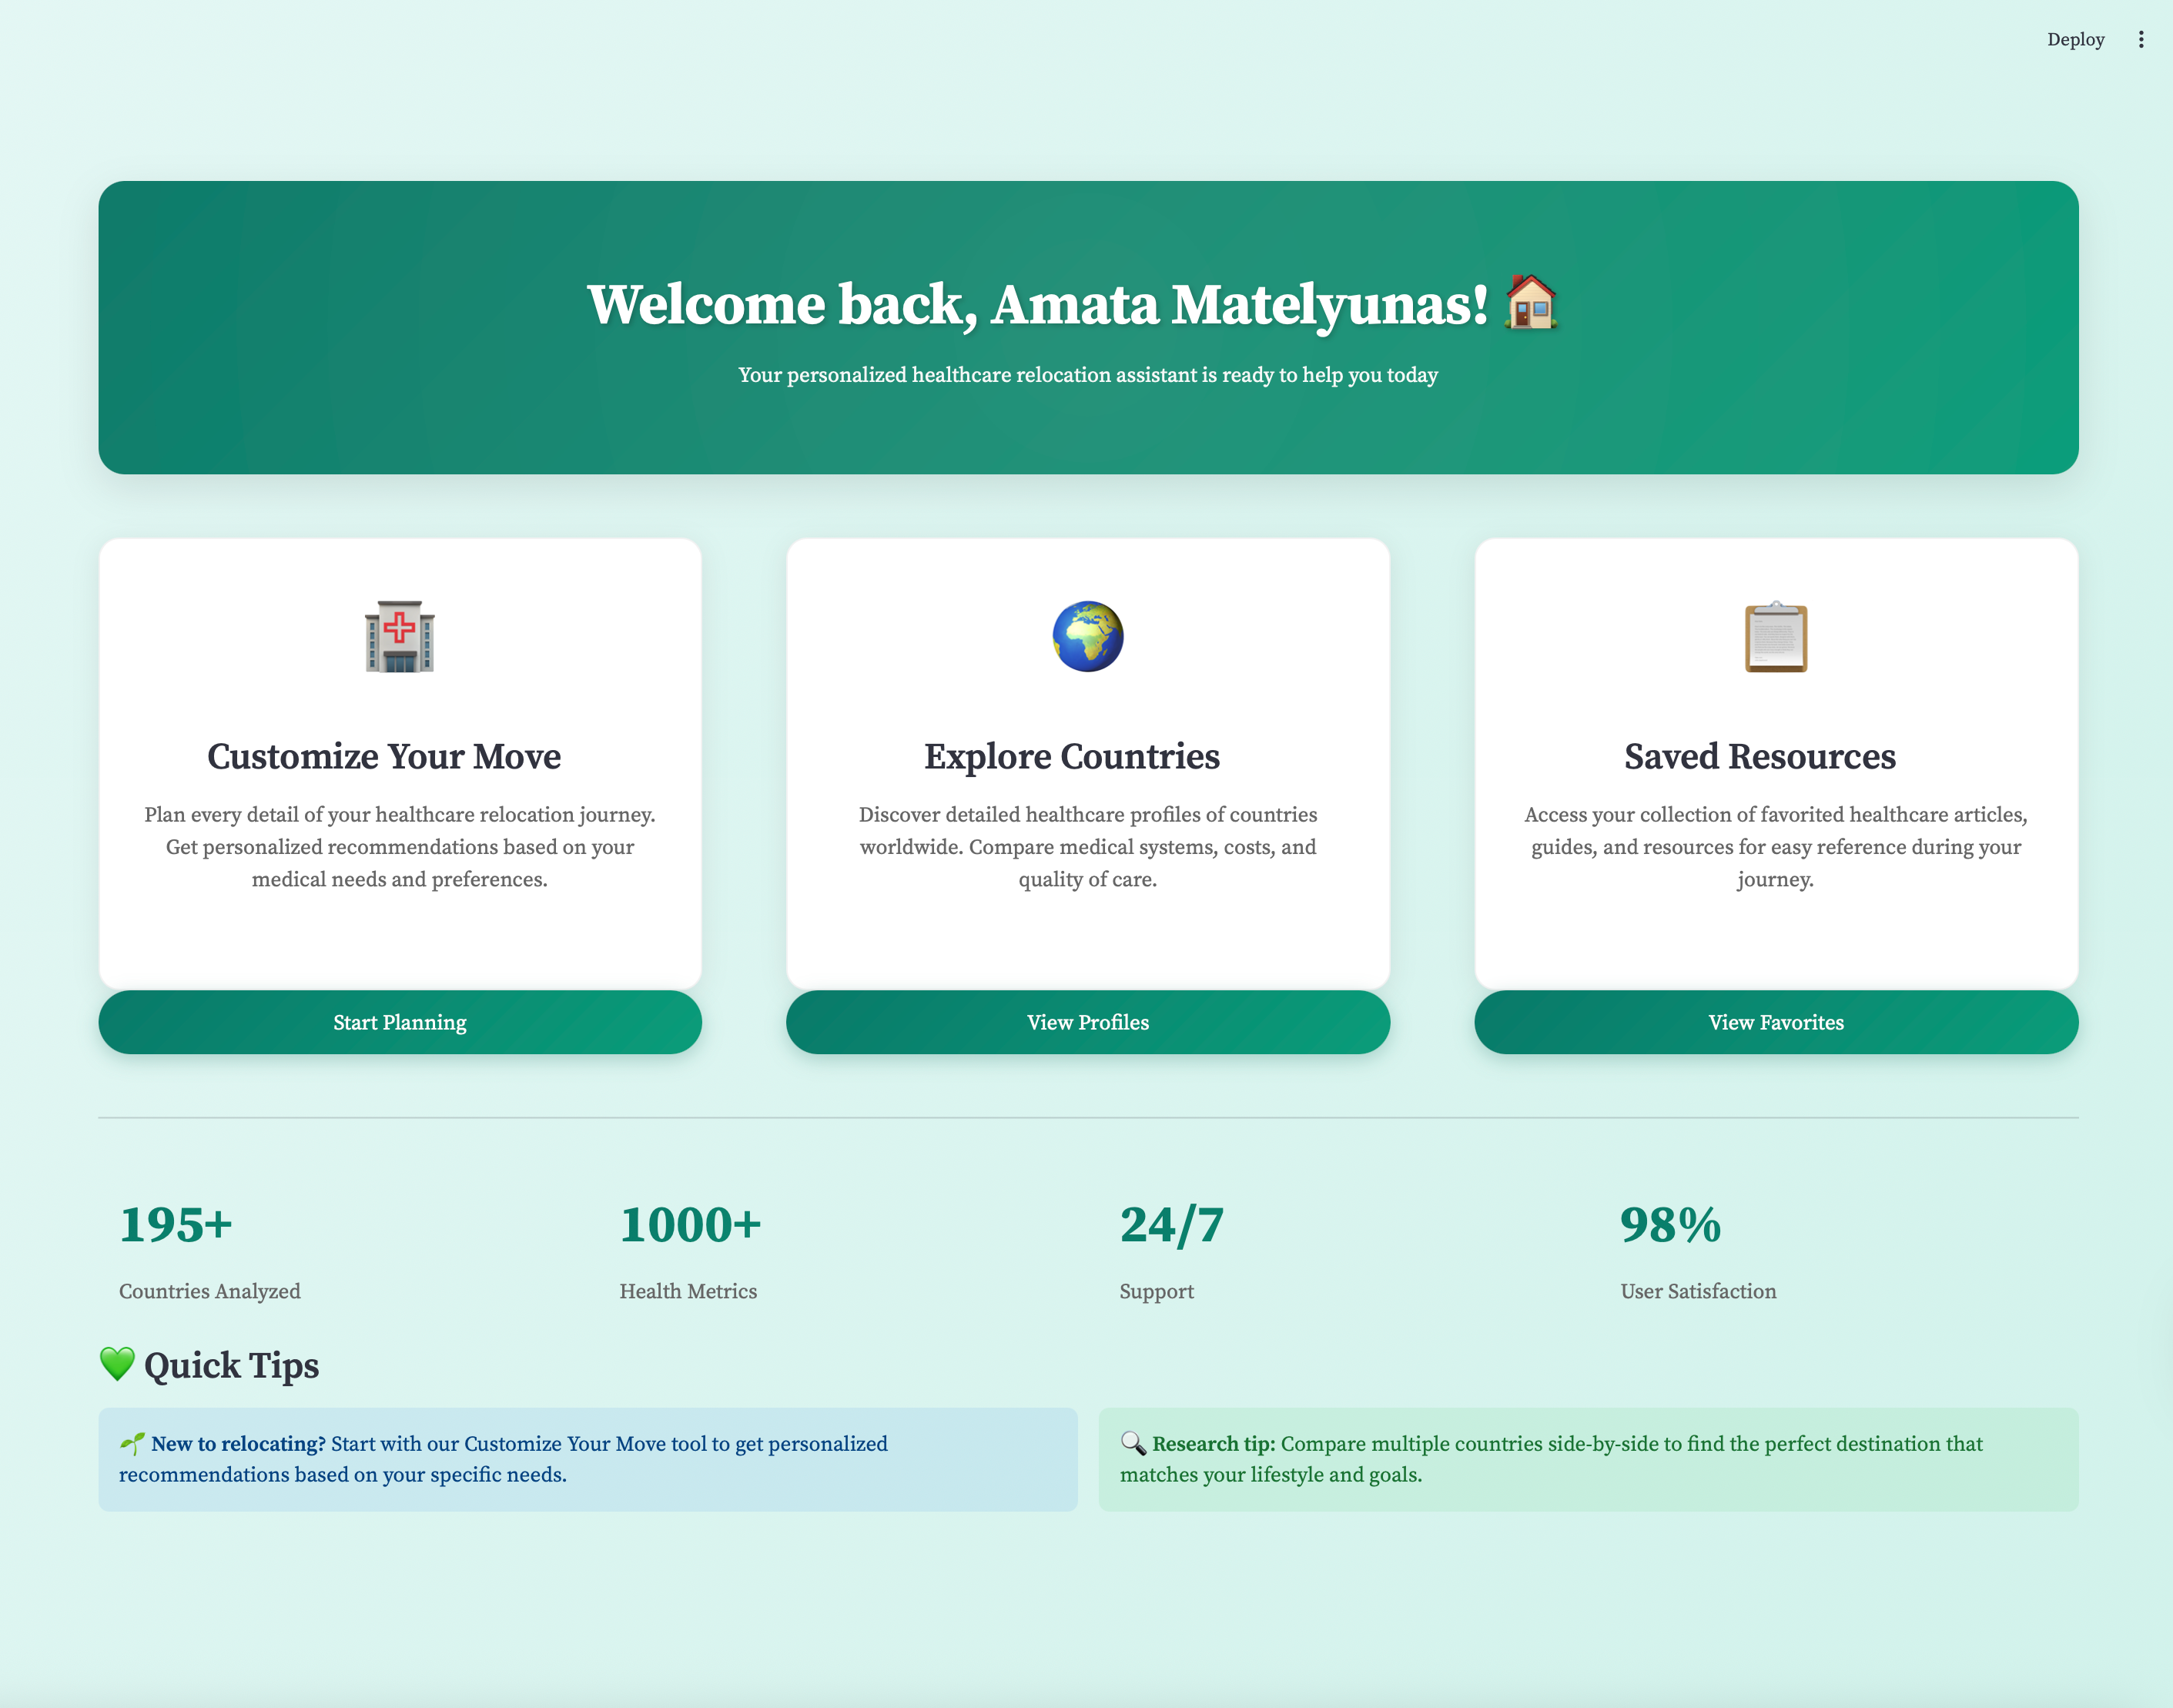 Deploy
Welcome back, Amata Matelyunas!
Your personalized healthcare relocation assistant is ready to help you today
Customize Your Move
Plan every detail of your healthcare relocation journey.
Get personalized recommendations based on your
medical needs and preferences.
Start Planning
Explore Countries
Discover detailed healthcare profiles of countries
worldwide. Compare medical systems, costs, and
quality of care.
View Profiles
Saved Resources
Access your collection of favorited healthcare articles,
guides, and resources for easy reference during your
journey.
View Favorites
195+
Countries Analyzed
1000+
Health Metrics
24/7
Support
98%
User Satisfaction
Quick Tips
New to relocating? Start with our Customize Your Move tool to get personalized
recommendations based on your specific needs.
Research tip: Compare multiple countries side-by-side to find the perfect destination that
matches your lifestyle and goals.